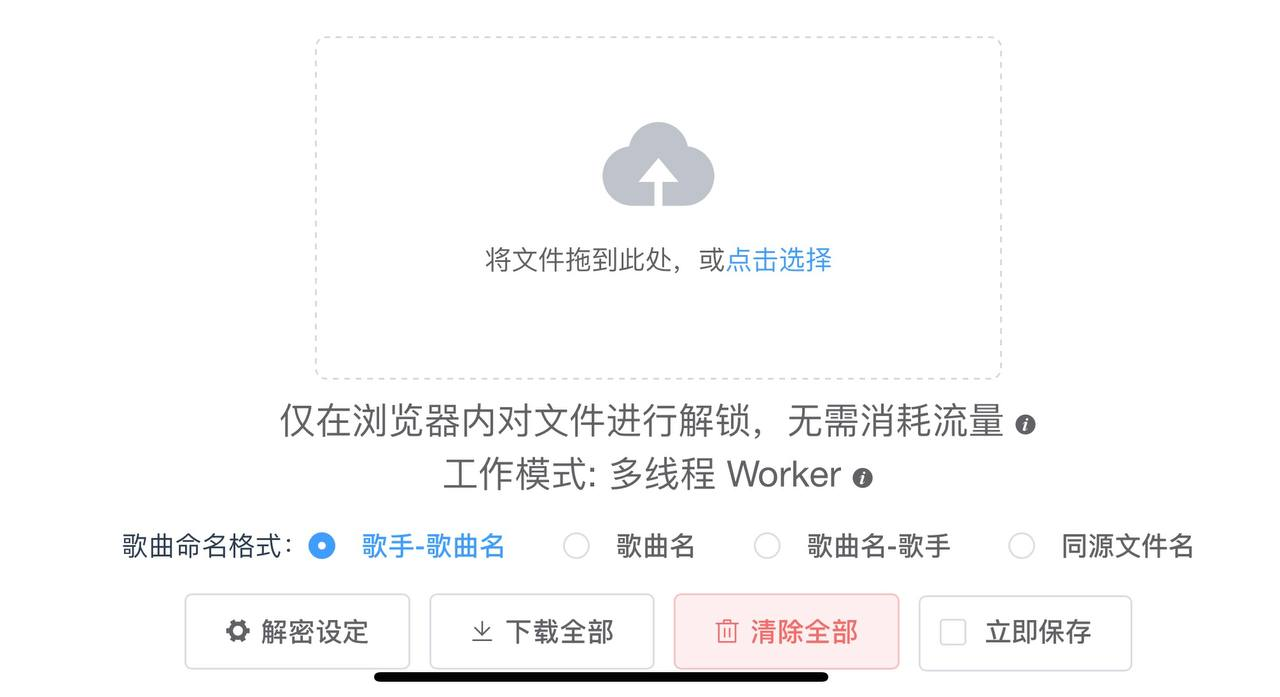 将文件拖到此处，或点击选择
仅在浏览器内对文件进行解锁，无需消耗流量
工作模式: 多线程 Worker
歌曲命名格式： 歌手-歌曲名 歌曲名 歌曲名-歌手 同源文件名
解密设定 下载全部 清除全部 立即保存